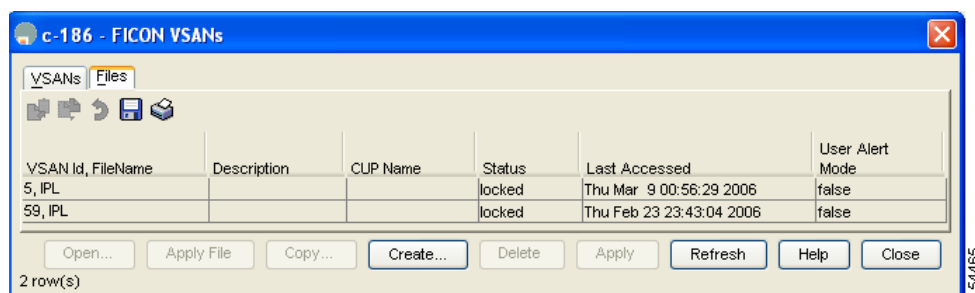 c-186 - FICON VSANs
VSANs Files
VSAN Id, FileName Description CUP Name Status Last Accessed User Alert Mode
5, IPL locked Thu Mar 9 00:56:29 2006 false
59, IPL locked Thu Feb 23 23:43:04 2006 false
Open... Apply File Copy... Create... Delete Apply Refresh Help Close
2 row(s)